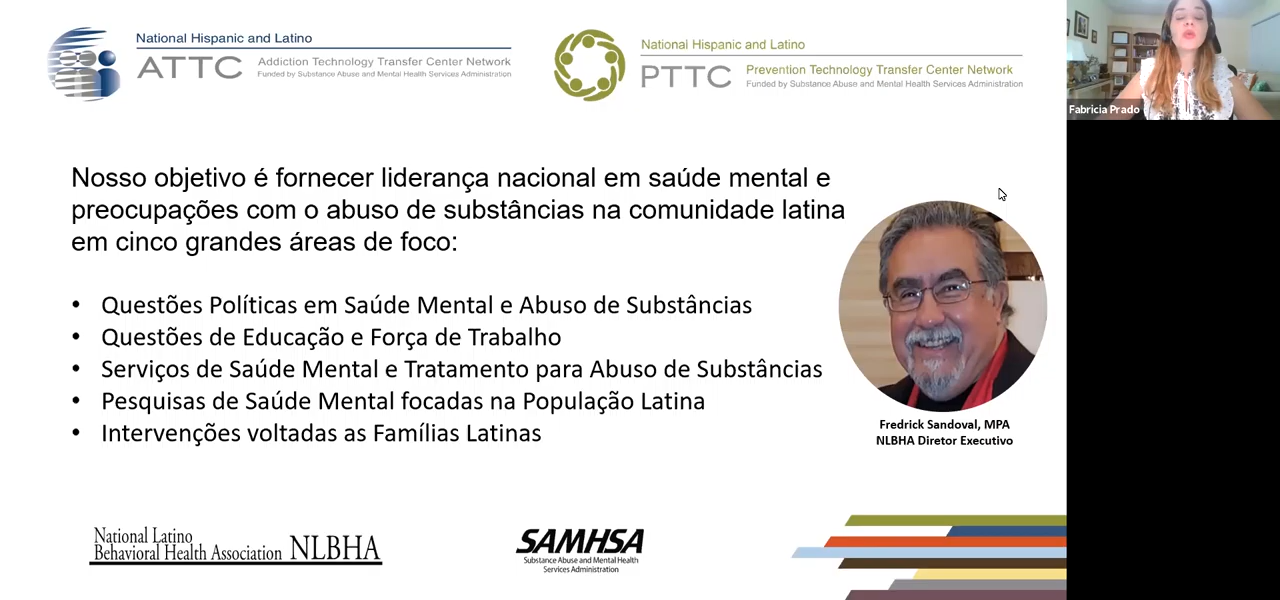 National Hispanic and Latino
ATTC
Addiction Technology Transfer Center Network
Funded by Substance Abuse and Mental Health Services Administration
National Hispanic and Latino
PTTC
Prevention Technology Transfer Center Network
Funded by Substance Abuse and Mental Health Services Administration
Fabricia Prado
Nosso objetivo é fornecer liderança nacional em saúde mental e
preocupações com o abuso de substâncias na comunidade latina
em cinco grandes áreas de foco:
• Questões Políticas em Saúde Mental e Abuso de Substâncias
• Questões de Educação e Força de Trabalho
• Serviços de Saúde Mental e Tratamento para Abuso de Substâncias
• Pesquisas de Saúde Mental focadas na População Latina
• Intervenções voltadas as Famílias Latinas
Fredrick Sandoval, MPA
NLBHA Diretor Executivo
National Latino
Behavioral Health Association NLBHA
SAMHSA
Substance Abuse and Mental Health
Services Administration